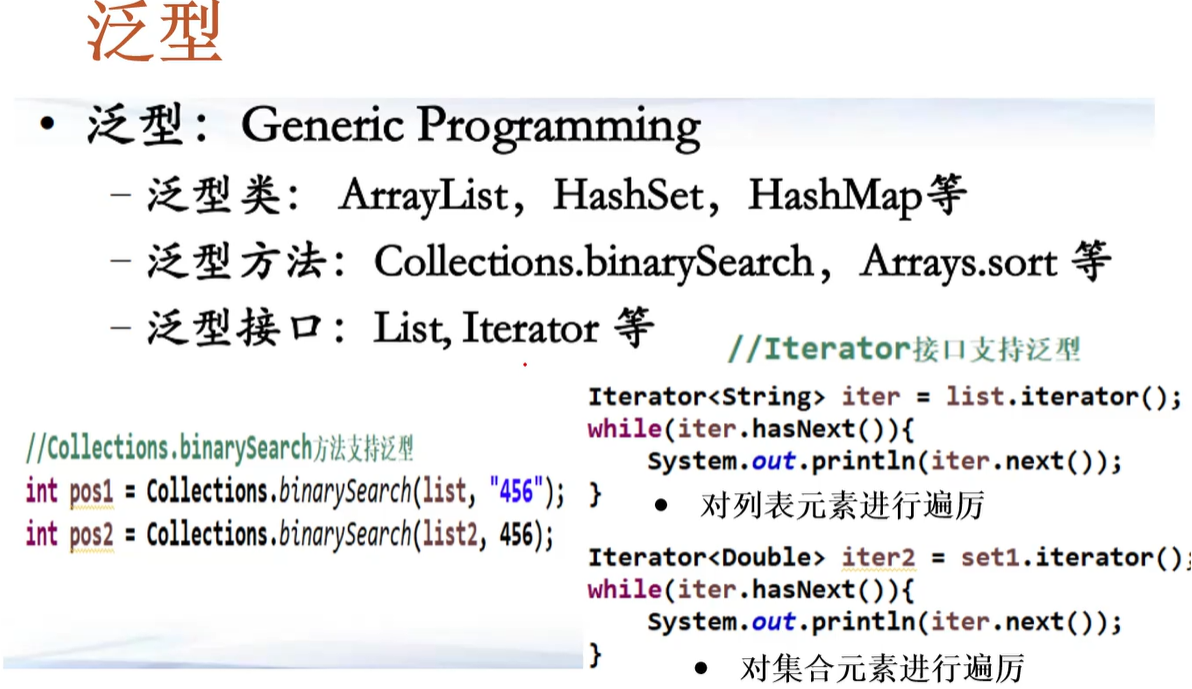 泛型
• 泛型：Generic Programming
– 泛型类： ArrayList，HashSet，HashMap等
– 泛型方法：Collections.binarySearch，Arrays.sort 等
– 泛型接口：List, Iterator 等
//Collections.binarySearch方法支持泛型
int pos1 = Collections.binarySearch(list, "456");
int pos2 = Collections.binarySearch(list2, 456);
//Iterator接口支持泛型
Iterator<String> iter = list.iterator();
while(iter.hasNext()){
System.out.println(iter.next());
}
• 对列表元素进行遍历
Iterator<Double> iter2 = set1.iterator();
while(iter.hasNext()){
System.out.println(iter.next());
}
• 对集合元素进行遍历